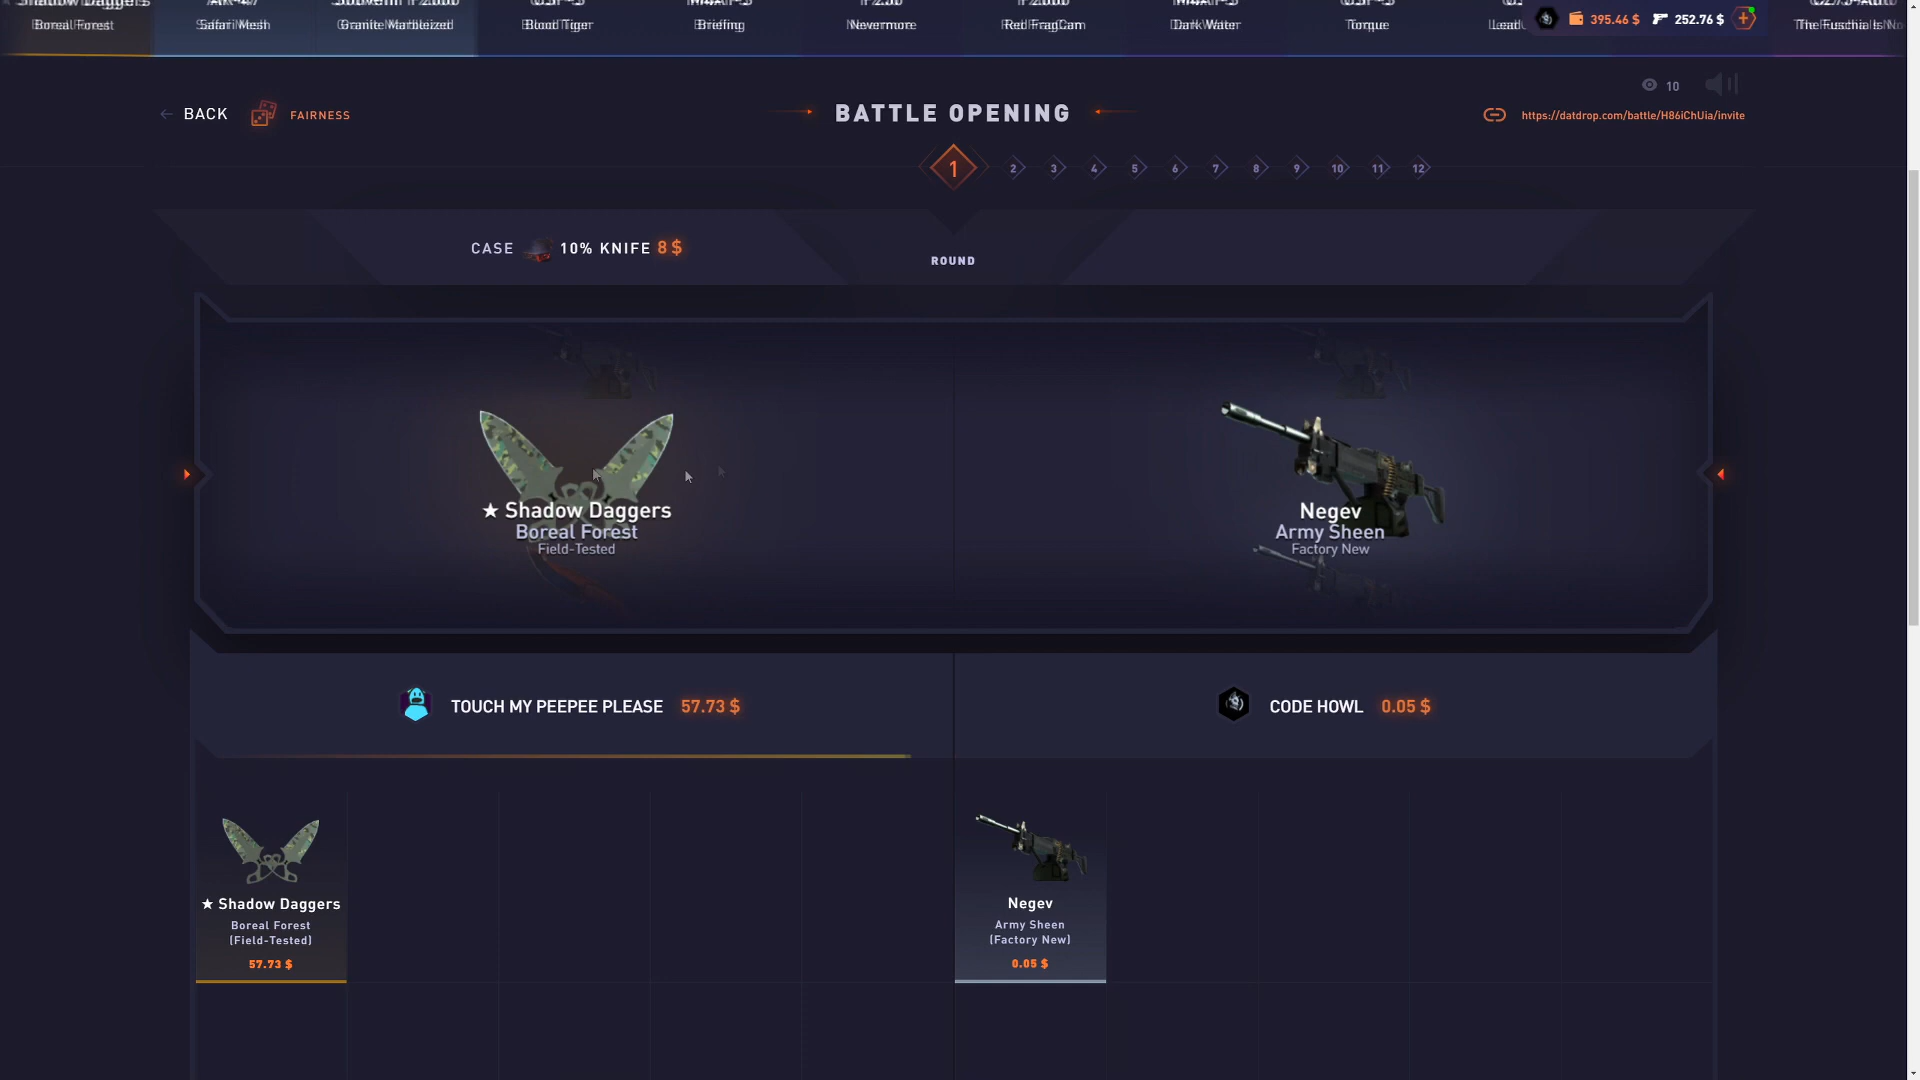 Boreal Forest
Safari Mesh
Granite Marbleized
Blood Tiger
Briefing
Nevermore
Red FragCam
Dark Water
Torque
395.46 $
252.76 $
10
BACK
FAIRNESS
BATTLE OPENING
https://datdrop.com/battle/H86iChUia/invite
1 2 3 4 5 6 7 8 9 10 11 12
CASE 10% KNIFE 8 $
ROUND
★ Shadow Daggers
Boreal Forest
Field-Tested
Negev
Army Sheen
Factory New
TOUCH MY PEEPEE PLEASE 57.73 $
CODE HOWL 0.05 $
★ Shadow Daggers
Boreal Forest
(Field-Tested)
57.73 $
Negev
Army Sheen
(Factory New)
0.05 $